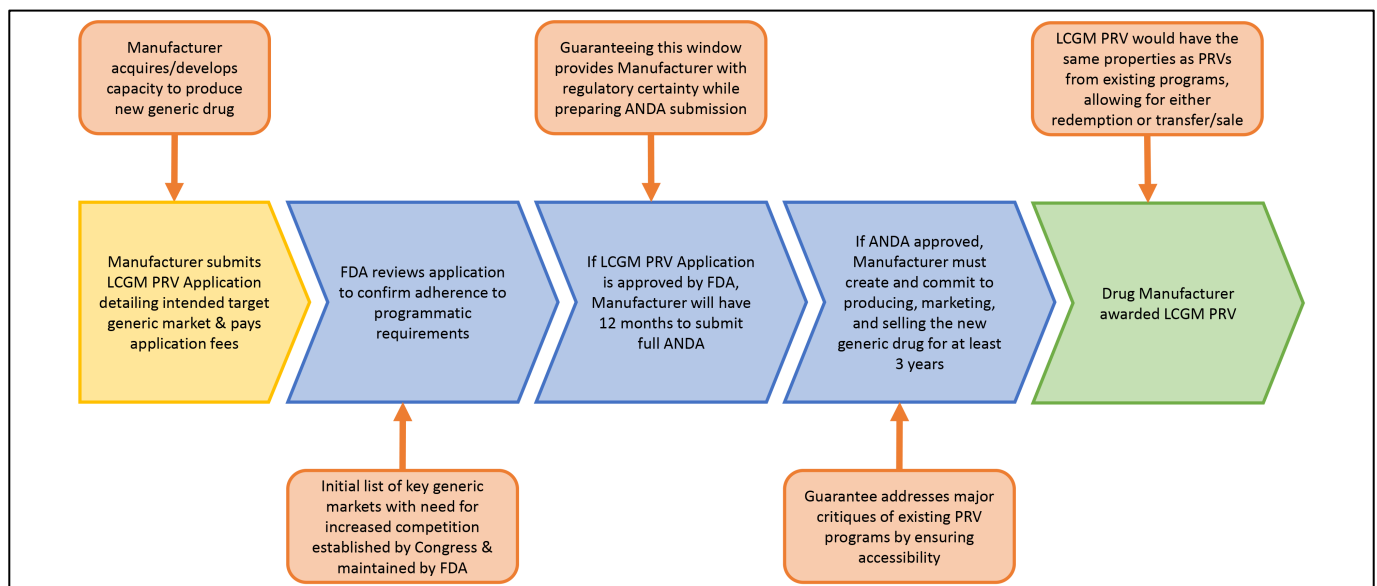 Manufacturer
acquires/develops
capacity to produce
new generic drug
Guaranteeing this window
provides Manufacturer with
regulatory certainty while
preparing ANDA submission
LCGM PRV would have the
same properties as PRVs
from existing programs,
allowing for either
redemption or transfer/sale
Manufacturer submits
LCGM PRV Application
detailing intended target
generic market & pays
application fees
FDA reviews application
to confirm adherence to
programmatic
requirements
If LCGM PRV Application
is approved by FDA,
Manufacturer will have
12 months to submit
full ANDA
If ANDA approved,
Manufacturer must
create and commit to
producing, marketing,
and selling the new
generic drug for at least
3 years
Drug Manufacturer
awarded LCGM PRV
Initial list of key generic
markets with need for
increased competition
established by Congress &
maintained by FDA
Guarantee addresses major
critiques of existing PRV
programs by ensuring
accessibility